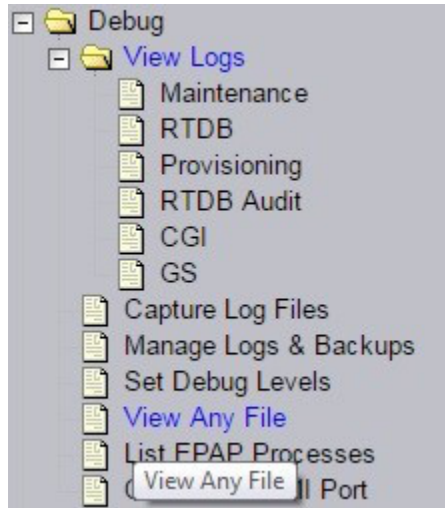 Debug
View Logs
Maintenance
RTDB
Provisioning
RTDB Audit
CGI
GS
Capture Log Files
Manage Logs & Backups
Set Debug Levels
View Any File
List EPAP Processes
View Any File
Port